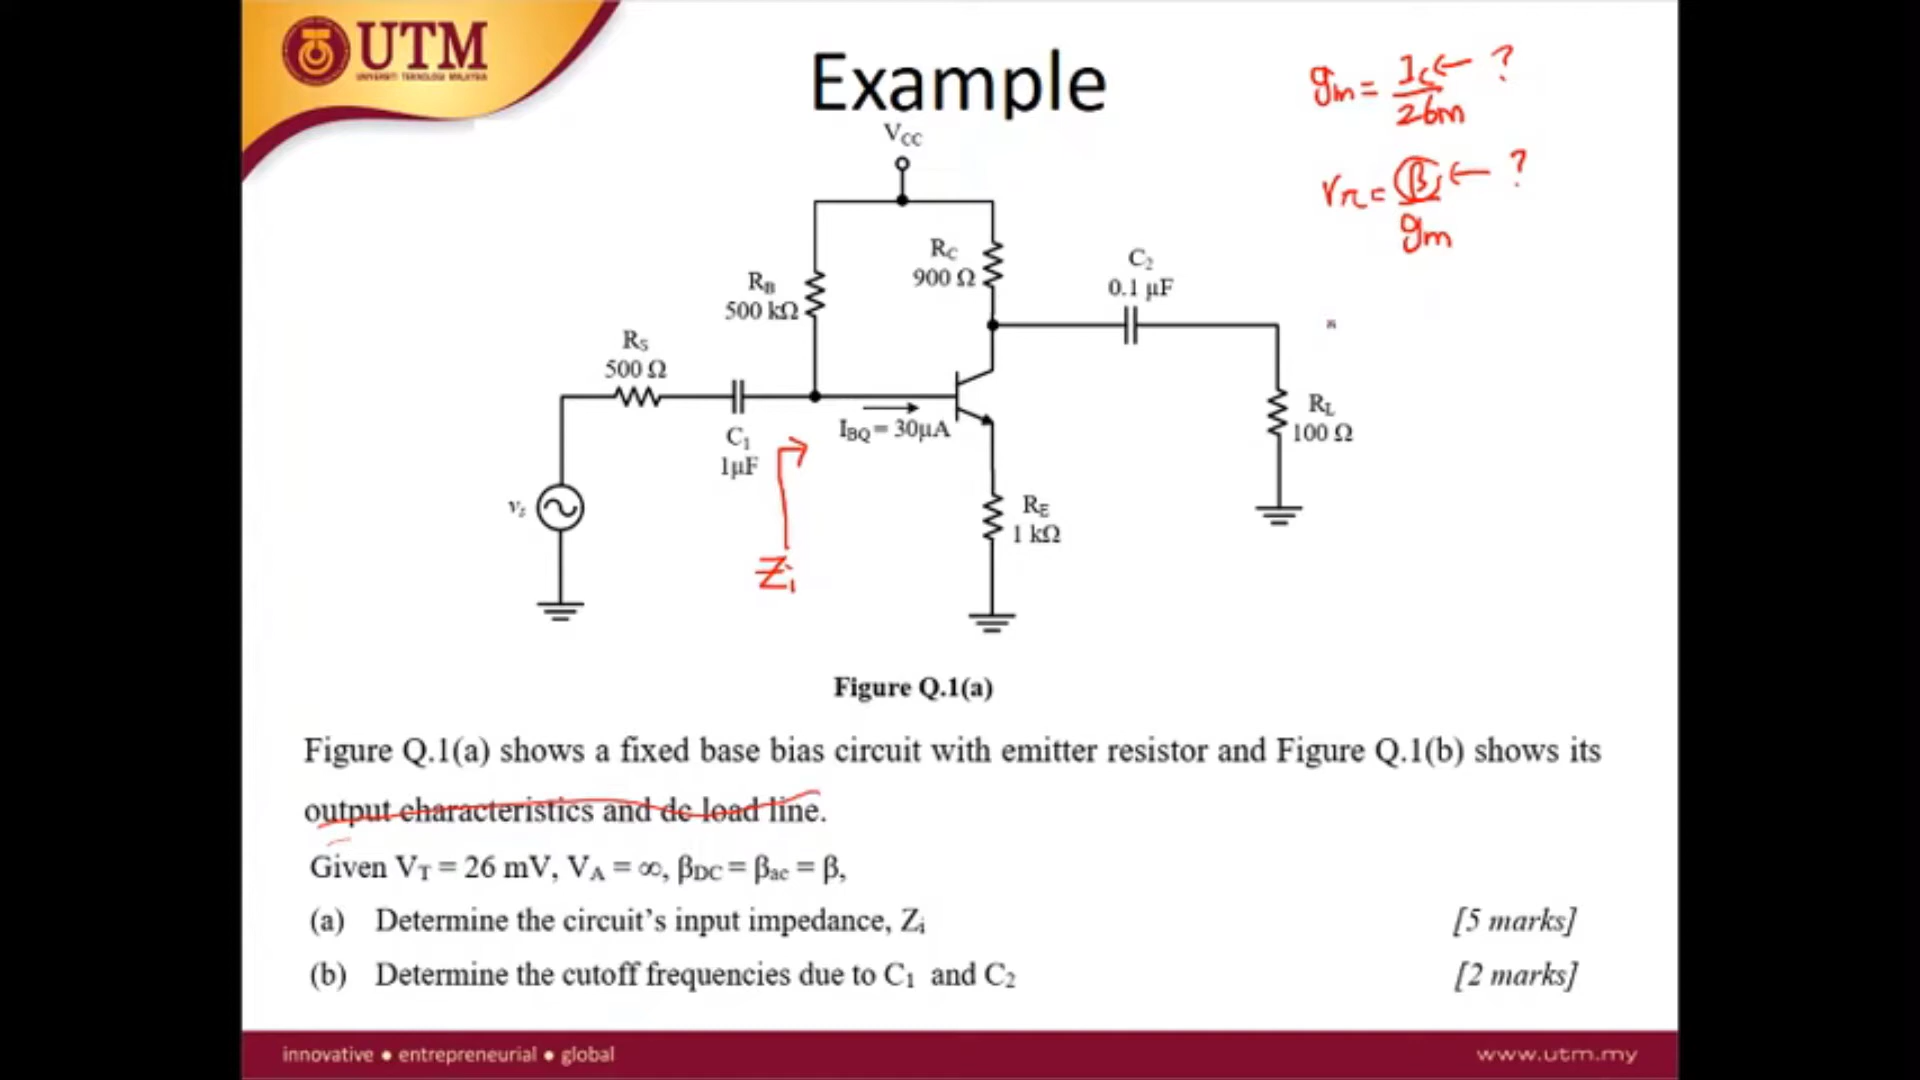 UTM
UNIVERSITI TEKNOLOGI MALAYSIA
Example
gm = Ic ← ?
26m
rπ = β ← ?
gm
VCC
RC
900 Ω
C2
0.1 μF
RB
500 kΩ
RS
500 Ω
C1
1μF
IBQ = 30μA
RL
100 Ω
vs
RE
1 kΩ
Zi
Figure Q.1(a)
Figure Q.1(a) shows a fixed base bias circuit with emitter resistor and Figure Q.1(b) shows its
output characteristics and dc load line.
Given VT = 26 mV, VA = ∞, βDC = βac = β,
(a) Determine the circuit's input impedance, Zi [5 marks]
(b) Determine the cutoff frequencies due to C1 and C2 [2 marks]
innovative ● entrepreneurial ● global
www.utm.my